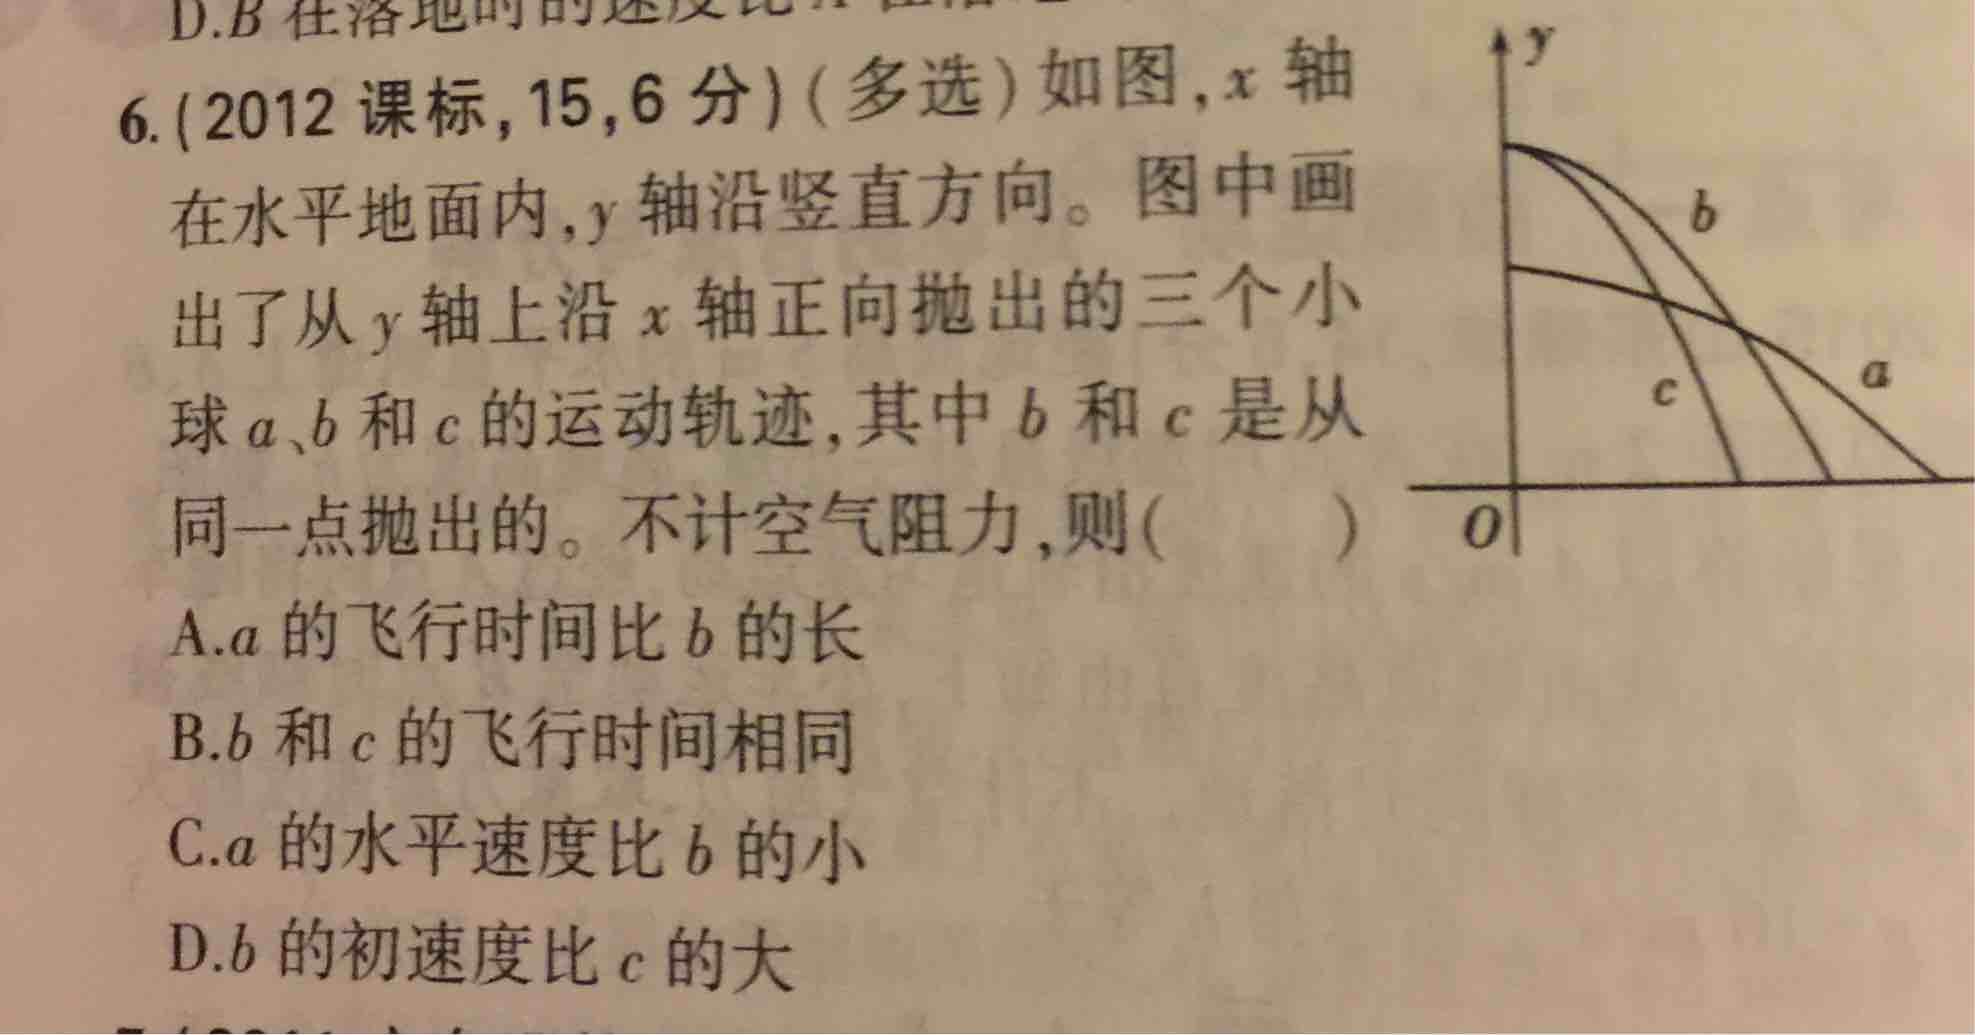 D.B 在落地时的速度比
6.(2012 课标,15,6 分)(多选)如图,x 轴
在水平地面内,y 轴沿竖直方向。图中画
出了从 y 轴上沿 x 轴正向抛出的三个小
球 a、b 和 c 的运动轨迹,其中 b 和 c 是从
同一点抛出的。不计空气阻力,则(  )
A.a 的飞行时间比 b 的长
B.b 和 c 的飞行时间相同
C.a 的水平速度比 b 的小
D.b 的初速度比 c 的大
y
b
a
c
O